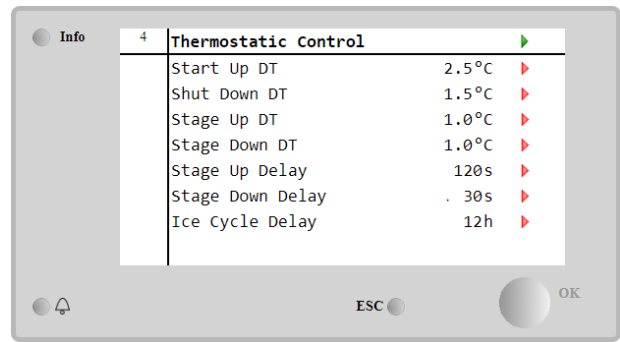 Info
4 Thermostatic Control
Start Up DT 2.5°C
Shut Down DT 1.5°C
Stage Up DT 1.0°C
Stage Down DT 1.0°C
Stage Up Delay 120s
Stage Down Delay . 30s
Ice Cycle Delay 12h
ESC OK